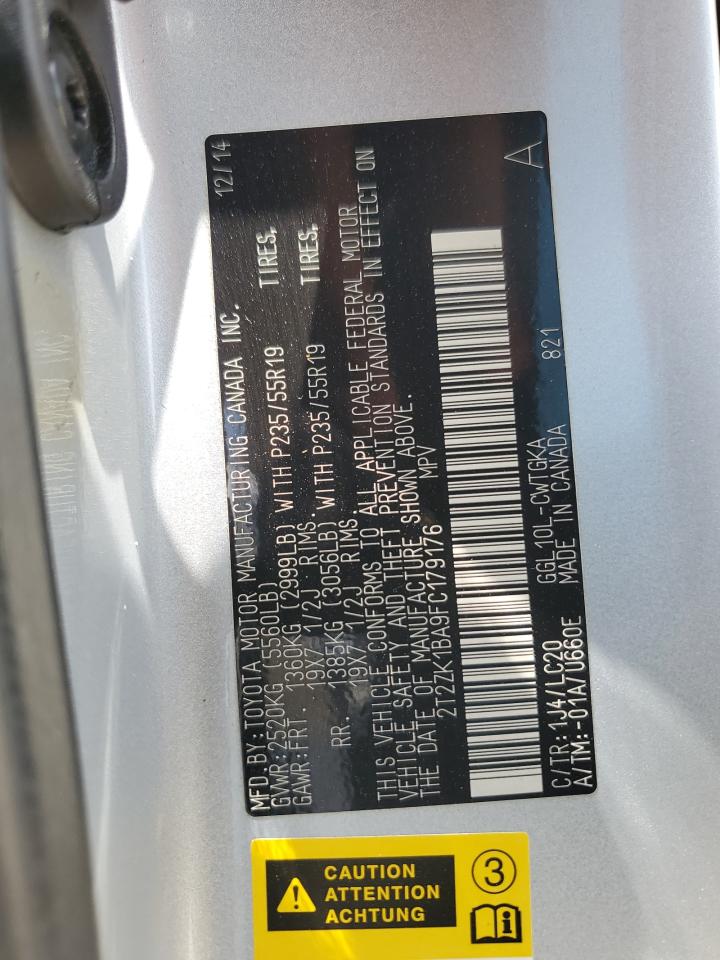 MFD.BY:TOYOTA MOTOR MANUFACTURING CANADA INC. 12/14
GVWR:2520KG (5560LB)
GAWR:FRT. 1360KG (2999LB) WITH P235/55R19 TIRES,
19X7 1/2J RIMS.
RR. 1385KG (3056LB) WITH P235/55R19 TIRES,
19X7 1/2J RIMS.
THIS VEHICLE CONFORMS TO ALL APPLICABLE FEDERAL MOTOR
VEHICLE SAFETY AND THEFT PREVENTION STANDARDS IN EFFECT ON
THE DATE OF MANUFACTURE SHOWN ABOVE.
2T2ZK1BA9FC179176 MPV
A
C/TR:1J4/LC20 GGL10L-CWTGKA 821
A/TM:-01A/U660E MADE IN CANADA
CAUTION
ATTENTION
ACHTUNG
3